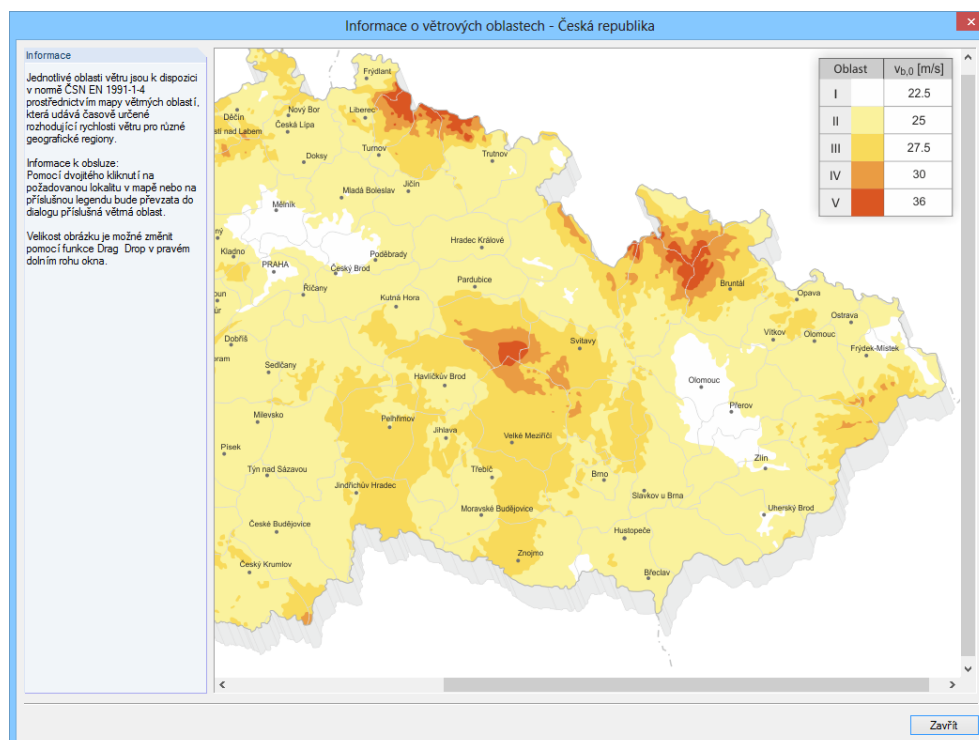 Informace o větrových oblastech - Česká republika
Informace
Jednotlivé oblasti větru jsou k dispozici
v normě ČSN EN 1991-1-4
prostřednictvím mapy větrných oblastí,
která udává časově určené
rozhodující rychlosti větru pro různé
geografické regiony.
Informace k obsluze:
Pomocí dvojitého kliknutí na
požadovanou lokalitu v mapě nebo na
příslušnou legendu bude převzata do
dialogu příslušná větrná oblast.
Velikost obrázku je možné změnit
pomocí funkce Drag Drop v pravém
dolním rohu okna.
Oblast vb,0 [m/s]
I 22.5
II 25
III 27.5
IV 30
V 36
Frýdlant
Děčín
Nový Bor
Liberec
stí nad Labem
Česká Lípa
Doksy
Turnov
Trutnov
Mladá Boleslav
Jičín
Mělník
ný
Kladno
Hradec Králové
PRAHA
Český Brod
Poděbrady
Říčany
Pardubice
Bruntál
oun
Kutná Hora
Opava
úr
Ostrava
Dobříš
Svitavy
Vítkov
Olomouc
Frýdek-Místek
ram
Sedlčany
Havlíčkův Brod
Olomouc
Milevsko
Pelhřimov
Přerov
Jihlava
Velké Meziříčí
Písek
Zlín
Týn nad Sázavou
Třebíč
Brno
Jindřichův Hradec
Slavkov u Brna
Moravské Budějovice
Uherský Brod
České Budějovice
Hustopeče
Český Krumlov
Znojmo
Břeclav
Zavřít